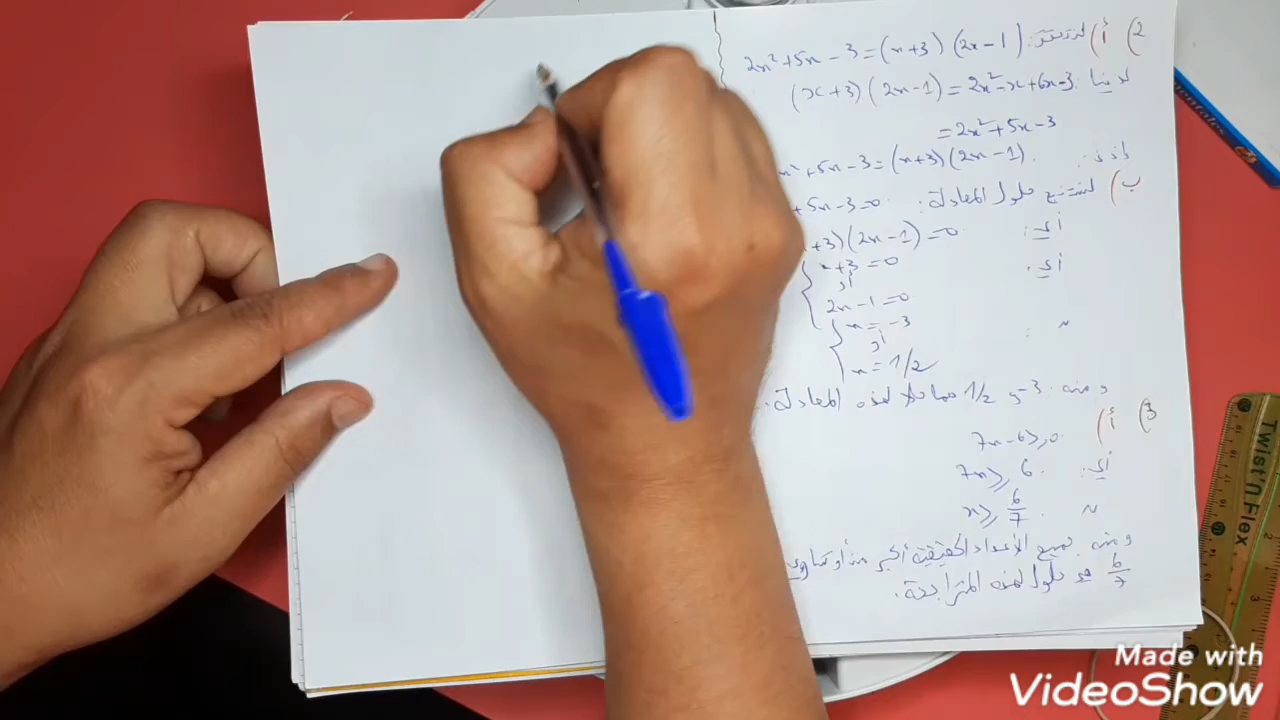 2) أ) لنتحقق: 2x²+5x-3=(x+3)(2x-1)
لدينا: (x+3)(2x-1)=2x²-x+6x-3
=2x²+5x-3
إذن: x²+5x-3=(x+3)(2x-1)
ب) لنستنتج حلول المعادلة: +5x-3=0
أي: +3)(2x-1)=0
أي: x+3=0
أو
2x-1=0
~: x=-3
أو
x=1/2
ومنه 3- و 1/2 هما حلا لهذه المعادلة.
3) أ) 7x-6≥0
أي: 7x≥6
~ x≥6/7
ومنه جميع الأعداد الحقيقية أكبر من أو تساوي
6/7 هو حلول لهذه المتراجحة.
Twist'n Flex
Made with
VideoShow